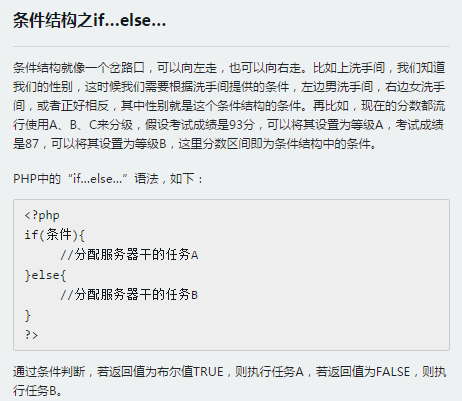 条件结构之if...else...
条件结构就像一个岔路口，可以向左走，也可以向右走。比如上洗手间，我们知道
我们的性别，这时候我们需要根据洗手间提供的条件，左边男洗手间，右边女洗手
间，或者正好相反，其中性别就是这个条件结构的条件。再比如，现在的分数都流
行使用A、B、C来分级，假设考试成绩是93分，可以将其设置为等级A，考试成绩
是87，可以将其设置为等级B，这里分数区间即为条件结构中的条件。
PHP中的“if...else...”语法，如下：
<?php
if(条件){
//分配服务器干的任务A
}else{
//分配服务器干的任务B
}
?>
通过条件判断，若返回值为布尔值TRUE，则执行任务A，若返回值为FALSE，则执
行任务B。